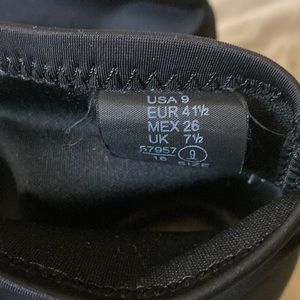 USA 9
EUR 41½
MEX 26
UK 7½
57957 9
16 SIZE